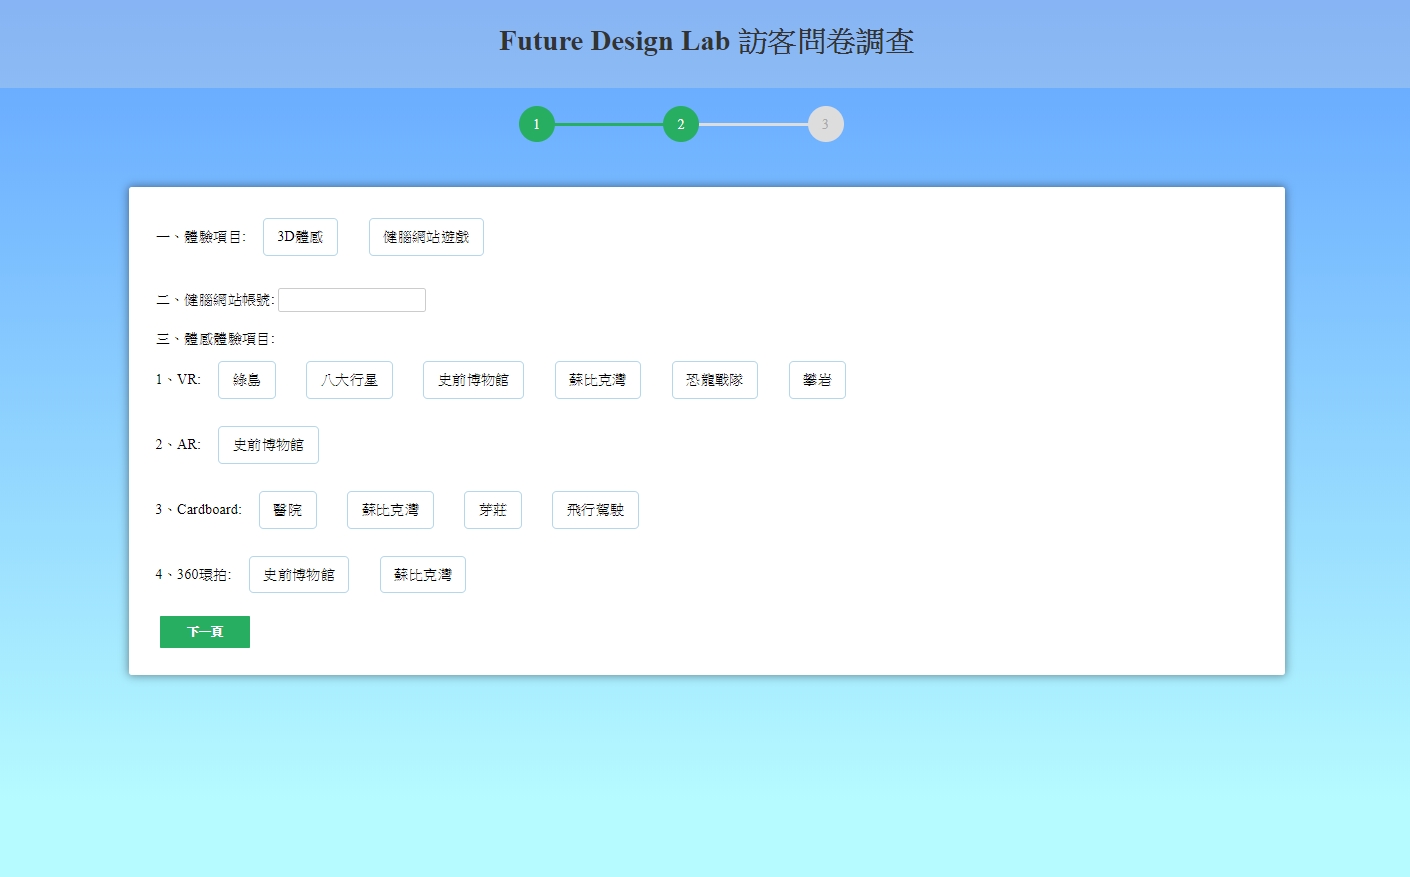 Future Design Lab 訪客問卷調查
1 2 3
一、體驗項目: 3D體感 健腦網站遊戲
二、健腦網站帳號:
三、體感體驗項目:
1、VR: 綠島 八大行星 史前博物館 蘇比克灣 恐龍戰隊 攀岩
2、AR: 史前博物館
3、Cardboard: 醫院 蘇比克灣 芽莊 飛行駕駛
4、360環拍: 史前博物館 蘇比克灣
下一頁